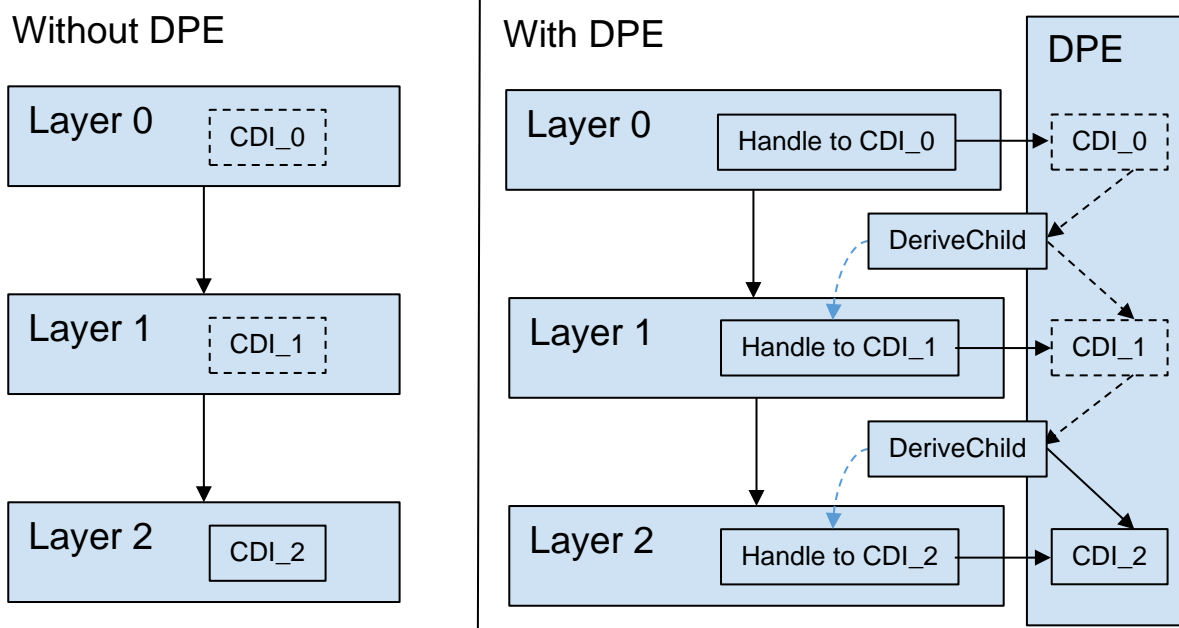 Without DPE
Layer 0
CDI_0
Layer 1
CDI_1
Layer 2
CDI_2
With DPE
DPE
Layer 0
Handle to CDI_0
CDI_0
DeriveChild
Layer 1
Handle to CDI_1
CDI_1
DeriveChild
Layer 2
Handle to CDI_2
CDI_2